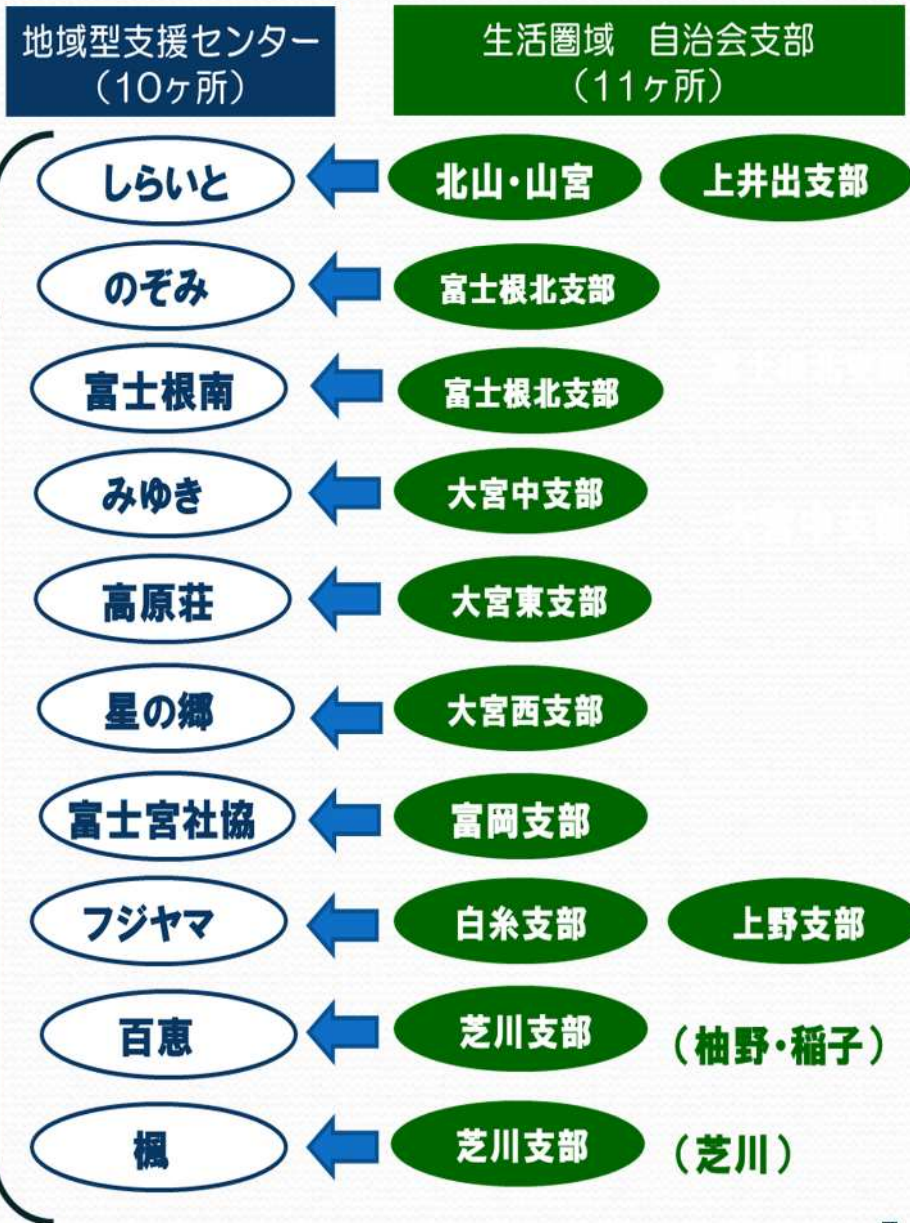 地域型支援センター
（10ヶ所）
生活圏域　自治会支部
（11ヶ所）
しらいと
北山・山宮
上井出支部
のぞみ
富士根北支部
富士根南
富士根北支部
みゆき
大宮中支部
高原荘
大宮東支部
星の郷
大宮西支部
富士宮社協
富岡支部
フジヤマ
白糸支部
上野支部
百恵
芝川支部
（柚野・稲子）
楓
芝川支部
（芝川）